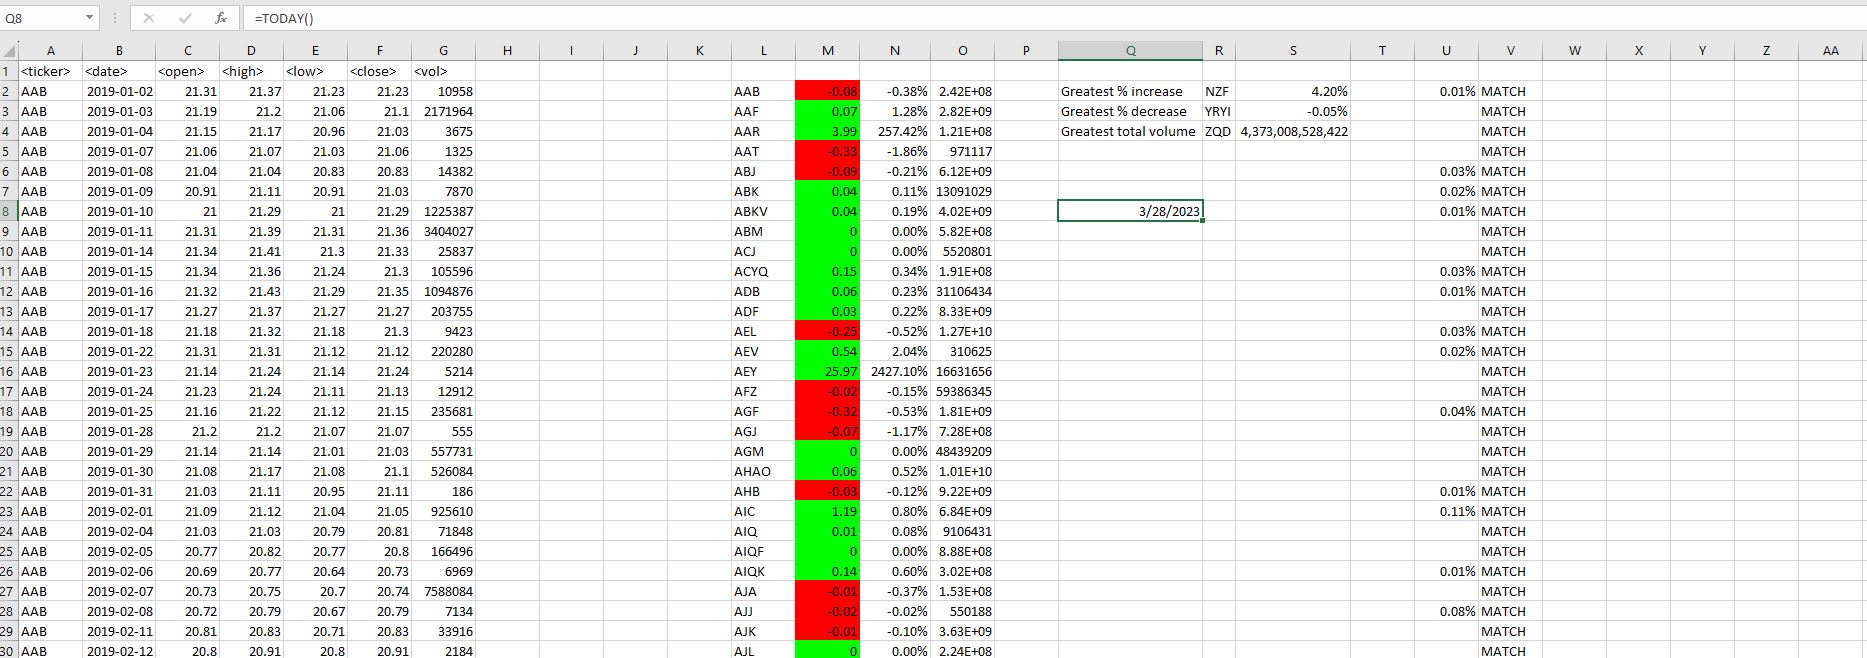 Q8 fx =TODAY()
A B C D E F G H I J K L M N O P Q R S T U V W X Y Z AA
1 <ticker> <date> <open> <high> <low> <close> <vol>
2 AAB 2019-01-02 21.31 21.37 21.23 21.23 10958 AAB -0.08 -0.38% 2.42E+08 Greatest % increase NZF 4.20% 0.01% MATCH
3 AAB 2019-01-03 21.19 21.2 21.06 21.1 2171964 AAF 0.07 1.28% 2.82E+09 Greatest % decrease YRYI -0.05% MATCH
4 AAB 2019-01-04 21.15 21.17 20.96 21.03 3675 AAR 3.99 257.42% 1.21E+08 Greatest total volume ZQD 4,373,008,528,422 MATCH
5 AAB 2019-01-07 21.06 21.07 21.03 21.06 1325 AAT -0.33 -1.86% 971117 MATCH
6 AAB 2019-01-08 21.04 21.04 20.83 20.83 14382 ABJ -0.09 -0.21% 6.12E+09 0.03% MATCH
7 AAB 2019-01-09 20.91 21.11 20.91 21.03 7870 ABK 0.04 0.11% 13091029 0.02% MATCH
8 AAB 2019-01-10 21 21.29 21 21.29 1225387 ABKV 0.04 0.19% 4.02E+09 3/28/2023 0.01% MATCH
9 AAB 2019-01-11 21.31 21.39 21.31 21.36 3404027 ABM 0 0.00% 5.82E+08 MATCH
10 AAB 2019-01-14 21.34 21.41 21.3 21.33 25837 ACJ 0 0.00% 5520801 MATCH
11 AAB 2019-01-15 21.34 21.36 21.24 21.3 105596 ACYQ 0.15 0.34% 1.91E+08 0.03% MATCH
12 AAB 2019-01-16 21.32 21.43 21.29 21.35 1094876 ADB 0.06 0.23% 31106434 0.01% MATCH
13 AAB 2019-01-17 21.27 21.37 21.27 21.27 203755 ADF 0.03 0.22% 8.33E+09 MATCH
14 AAB 2019-01-18 21.18 21.32 21.18 21.3 9423 AEL -0.25 -0.52% 1.27E+10 0.03% MATCH
15 AAB 2019-01-22 21.31 21.31 21.12 21.12 220280 AEV 0.54 2.04% 310625 0.02% MATCH
16 AAB 2019-01-23 21.14 21.24 21.14 21.24 5214 AEY 25.97 2427.10% 16631656 MATCH
17 AAB 2019-01-24 21.23 21.24 21.11 21.13 12912 AFZ -0.02 -0.15% 59386345 MATCH
18 AAB 2019-01-25 21.16 21.22 21.12 21.15 235681 AGF -0.32 -0.53% 1.81E+09 0.04% MATCH
19 AAB 2019-01-28 21.2 21.2 21.07 21.07 555 AGJ -0.07 -1.17% 7.28E+08 MATCH
20 AAB 2019-01-29 21.14 21.14 21.01 21.03 557731 AGM 0 0.00% 48439209 MATCH
21 AAB 2019-01-30 21.08 21.17 21.08 21.1 526084 AHAO 0.06 0.52% 1.01E+10 MATCH
22 AAB 2019-01-31 21.03 21.11 20.95 21.11 186 AHB -0.03 -0.12% 9.22E+09 0.01% MATCH
23 AAB 2019-02-01 21.09 21.12 21.04 21.05 925610 AIC 1.19 0.80% 6.84E+09 0.11% MATCH
24 AAB 2019-02-04 21.03 21.03 20.79 20.81 71848 AIQ 0.01 0.08% 9106431 MATCH
25 AAB 2019-02-05 20.77 20.82 20.77 20.8 166496 AIQF 0 0.00% 8.88E+08 MATCH
26 AAB 2019-02-06 20.69 20.77 20.64 20.73 6969 AIQK 0.14 0.60% 3.02E+08 0.01% MATCH
27 AAB 2019-02-07 20.73 20.75 20.7 20.74 7588084 AJA -0.01 -0.37% 1.53E+08 MATCH
28 AAB 2019-02-08 20.72 20.79 20.67 20.79 7134 AJJ -0.02 -0.02% 550188 0.08% MATCH
29 AAB 2019-02-11 20.81 20.83 20.71 20.83 33916 AJK -0.01 -0.10% 3.63E+09 MATCH
30 AAB 2019-02-12 20.8 20.91 20.8 20.91 2184 AJL 0 0.00% 2.24E+08 MATCH